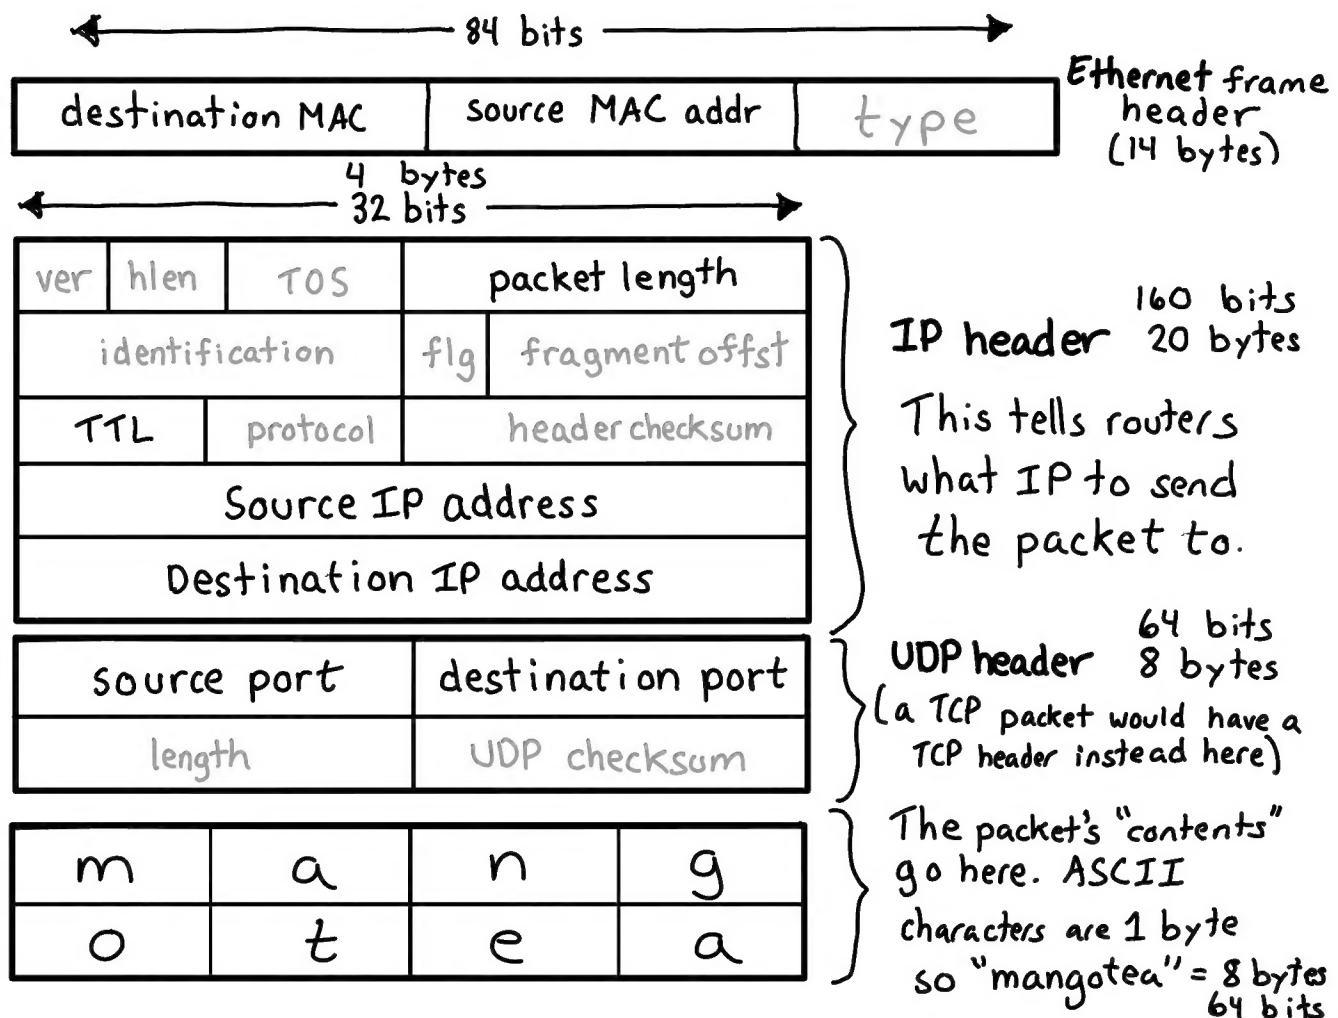 84 bits
destination MAC source MAC addr type
Ethernet frame
header
(14 bytes)
4 bytes
32 bits
ver hlen TOS packet length
identification flg fragment offst
TTL protocol header checksum
Source IP address
Destination IP address
IP header 160 bits
20 bytes
This tells routers
what IP to send
the packet to.
source port destination port
length UDP checksum
UDP header 64 bits
8 bytes
(a TCP packet would have a
TCP header instead here)
m a n g
o t e a
The packet's "contents"
go here. ASCII
characters are 1 byte
so "mangotea" = 8 bytes
64 bits